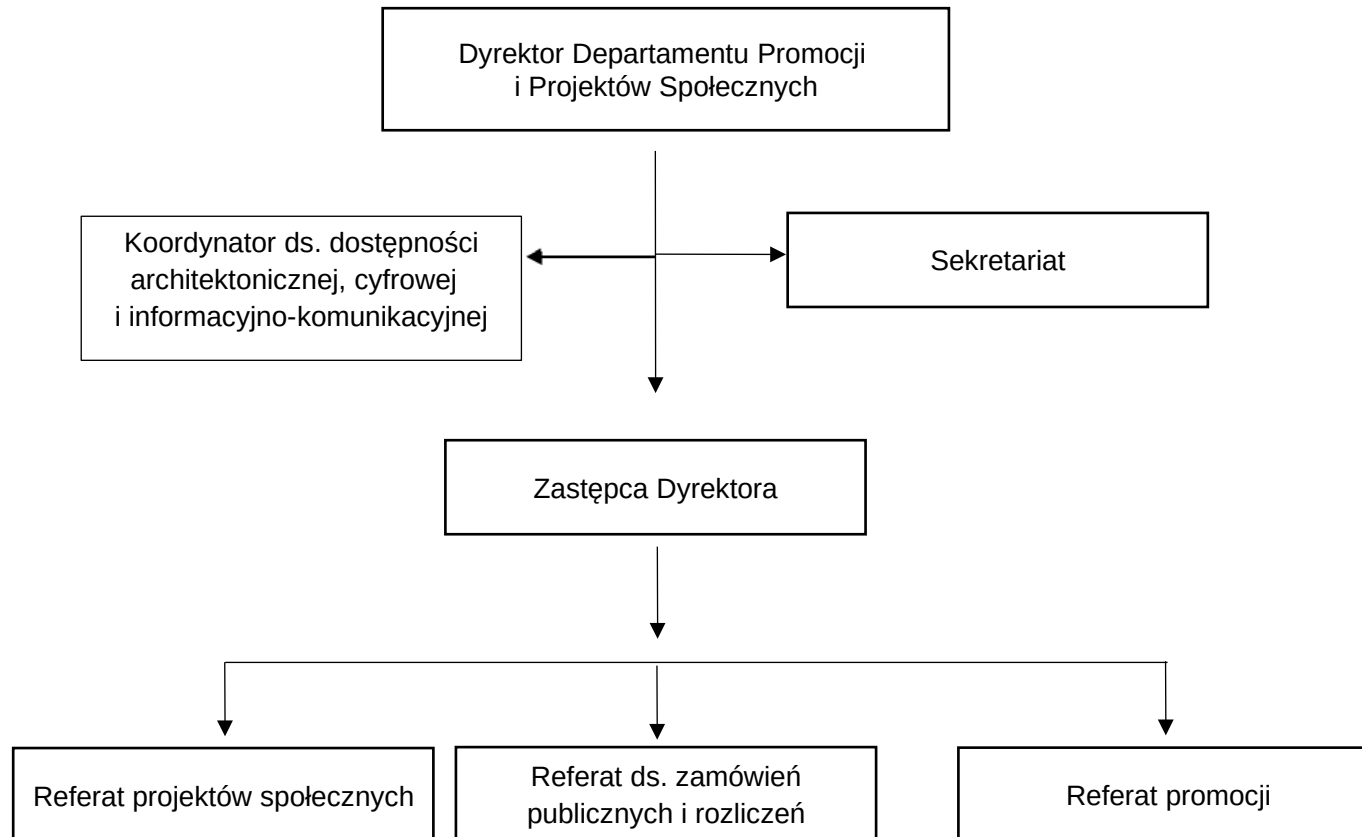 Dyrektor Departamentu Promocji
i Projektów Społecznych
Koordynator ds. dostępności
architektonicznej, cyfrowej
i informacyjno-komunikacyjnej
Sekretariat
Zastępca Dyrektora
Referat projektów społecznych
Referat ds. zamówień
publicznych i rozliczeń
Referat promocji